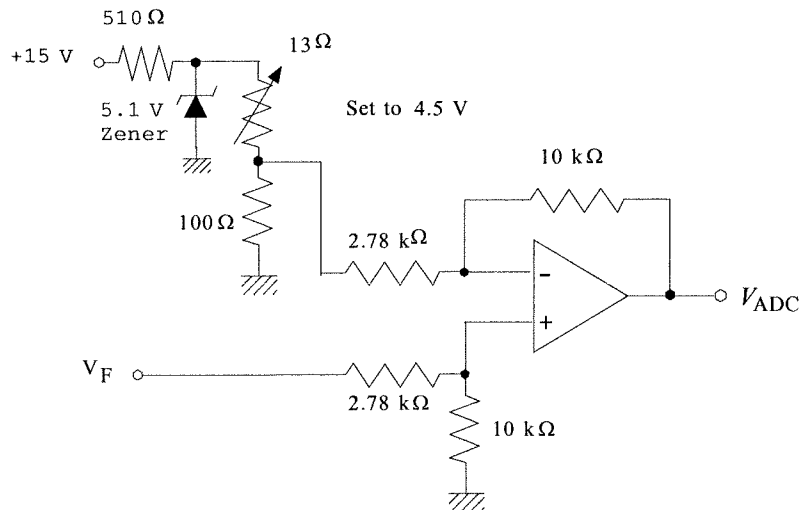 510 Ω
+15 V
13 Ω
5.1 V
Zener
Set to 4.5 V
10 kΩ
100 Ω
2.78 kΩ
−
+
V_ADC
V_F
2.78 kΩ
10 kΩ